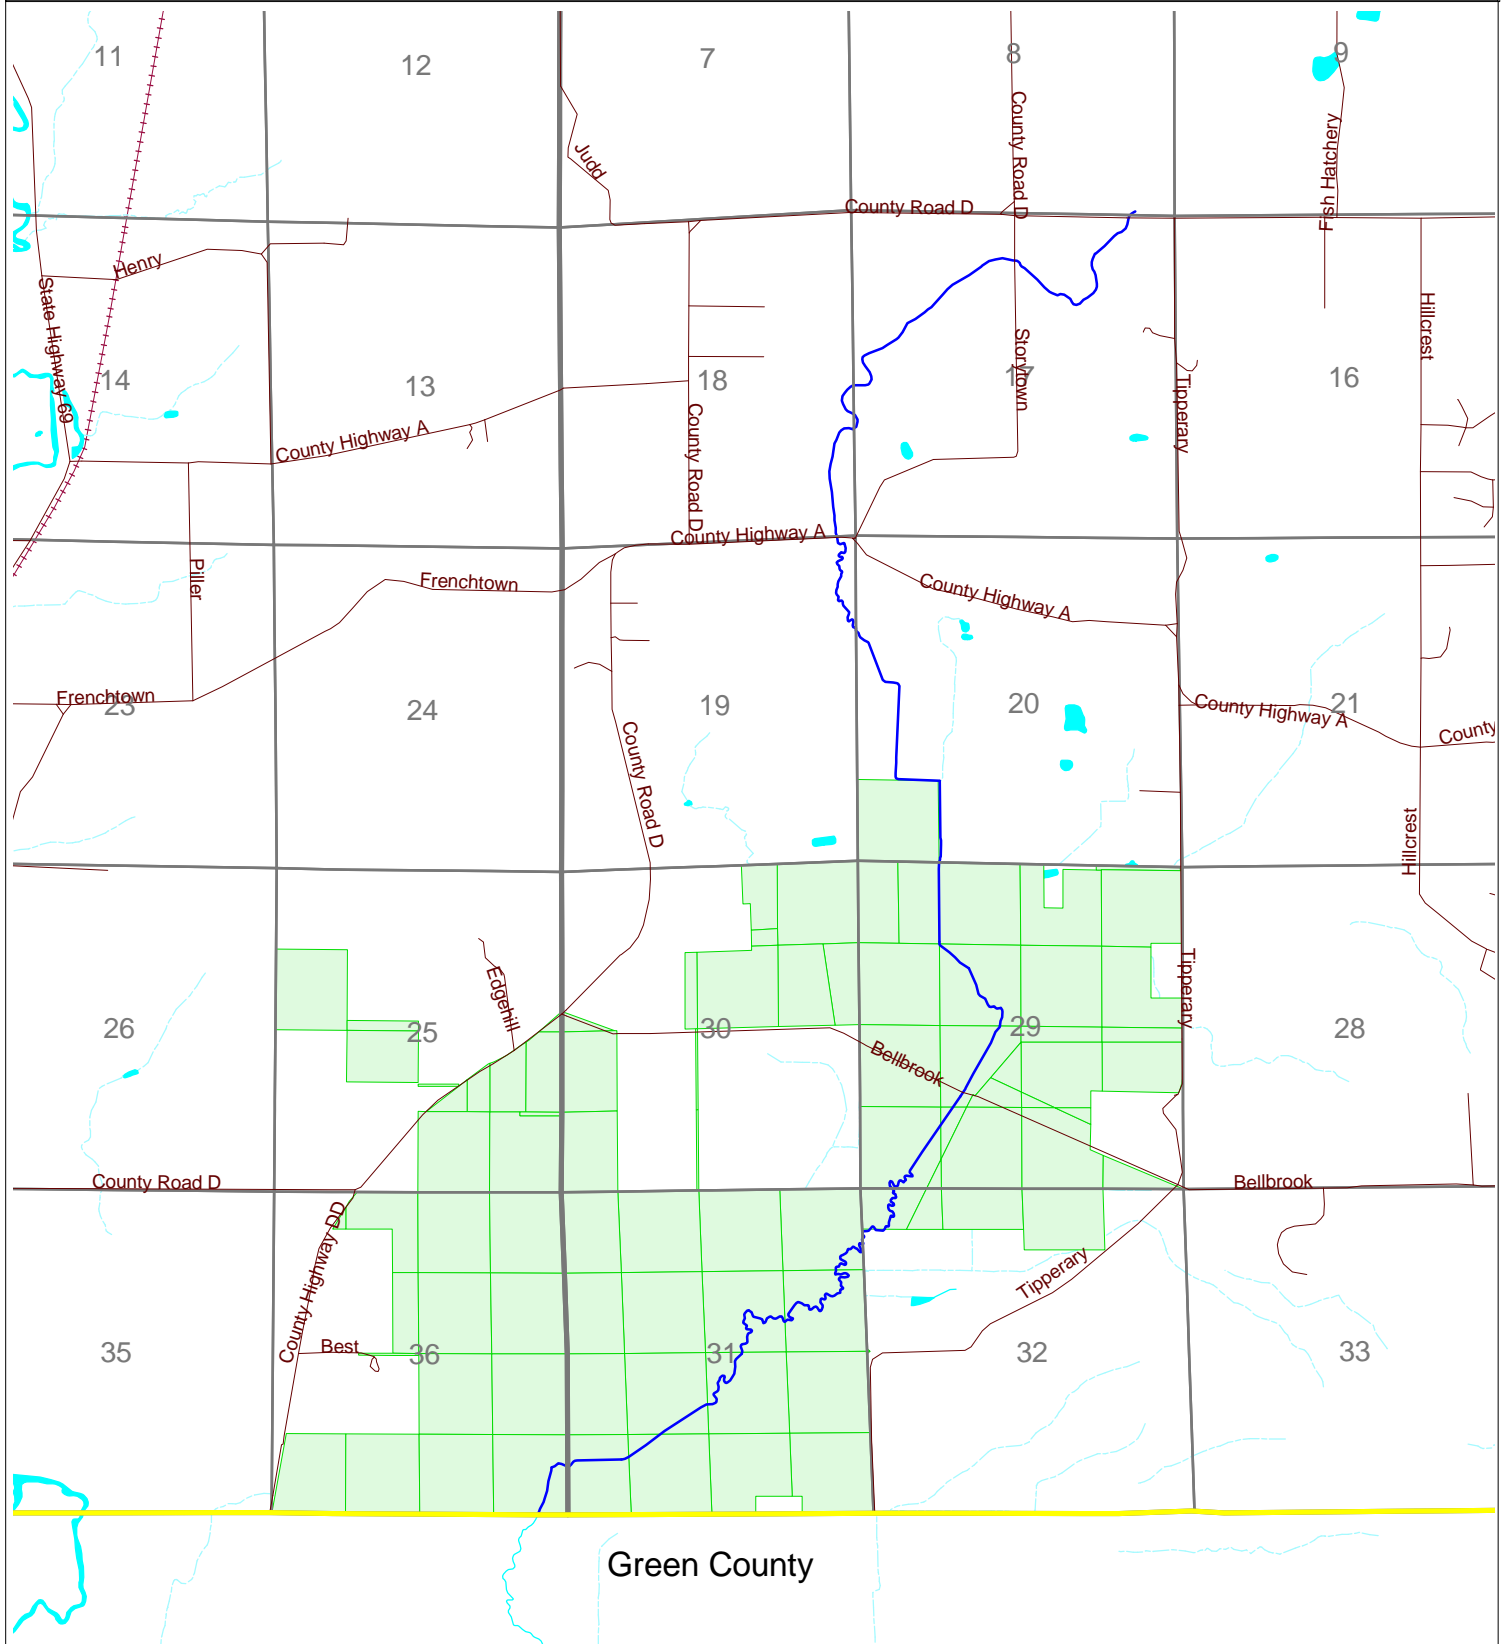 11
12
7
8
9
County Road D
Fish Hatchery
Judd
County Road D
Henry
State Highway 69
14
13
18
17
16
Storytown
Tipperary
Hillcrest
County Highway A
County Road D
County Highway A
Piller
Frenchtown
County Highway A
Frenchtown
23
24
19
20
21
County Highway A
County
County Road D
Hillcrest
Edgehill
Tipperary
26
25
30
29
28
Bellbrook
County Road D
Bellbrook
County Highway DD
Tipperary
Best
35
36
31
32
33
Green County